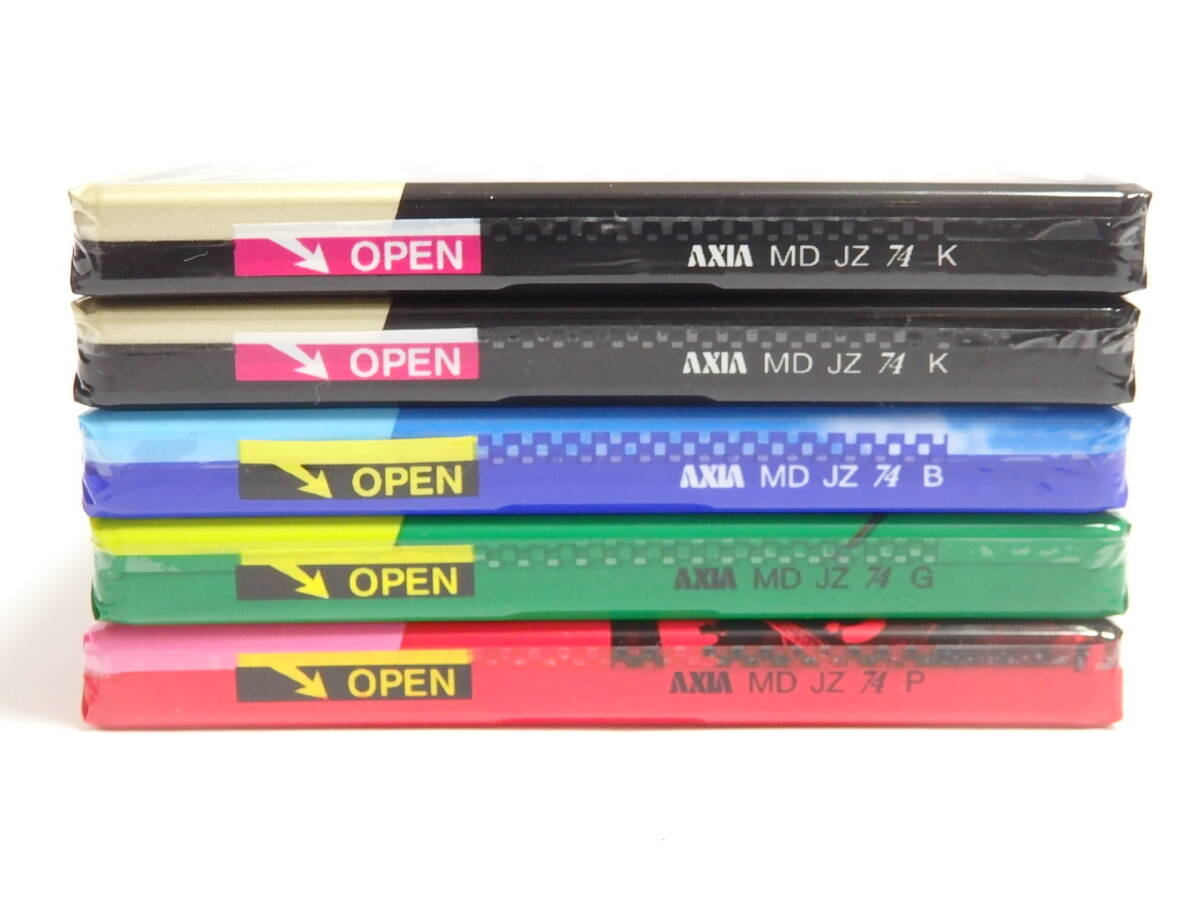 OPEN AXIA MD JZ 74 K
OPEN AXIA MD JZ 74 K
OPEN AXIA MD JZ 74 B
OPEN AXIA MD JZ 74 G
OPEN AXIA MD JZ 74 P